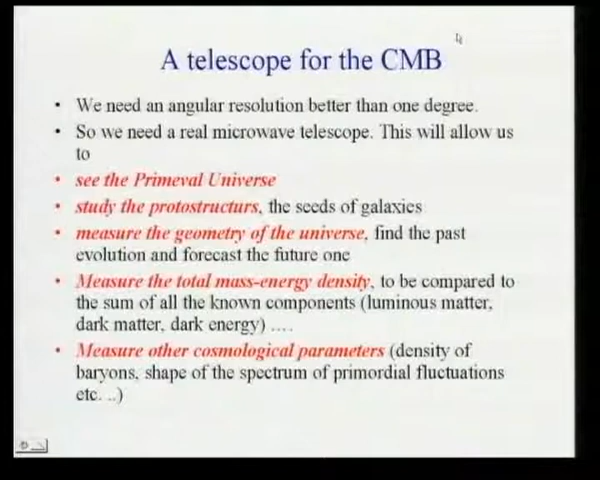 A telescope for the CMB
• We need an angular resolution better than one degree.
• So we need a real microwave telescope. This will allow us
to
• see the Primeval Universe
• study the protostructurs, the seeds of galaxies
• measure the geometry of the universe, find the past
evolution and forecast the future one
• Measure the total mass-energy density, to be compared to
the sum of all the known components (luminous matter,
dark matter, dark energy) ....
• Measure other cosmological parameters (density of
baryons, shape of the spectrum of primordial fluctuations
etc. ..)